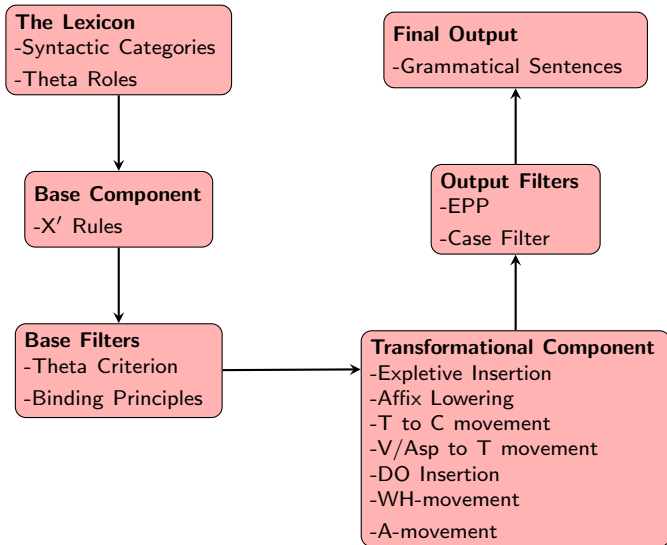 The Lexicon
-Syntactic Categories
-Theta Roles
Base Component
-X′ Rules
Base Filters
-Theta Criterion
-Binding Principles
Transformational Component
-Expletive Insertion
-Affix Lowering
-T to C movement
-V/Asp to T movement
-DO Insertion
-WH-movement
-A-movement
Output Filters
-EPP
-Case Filter
Final Output
-Grammatical Sentences